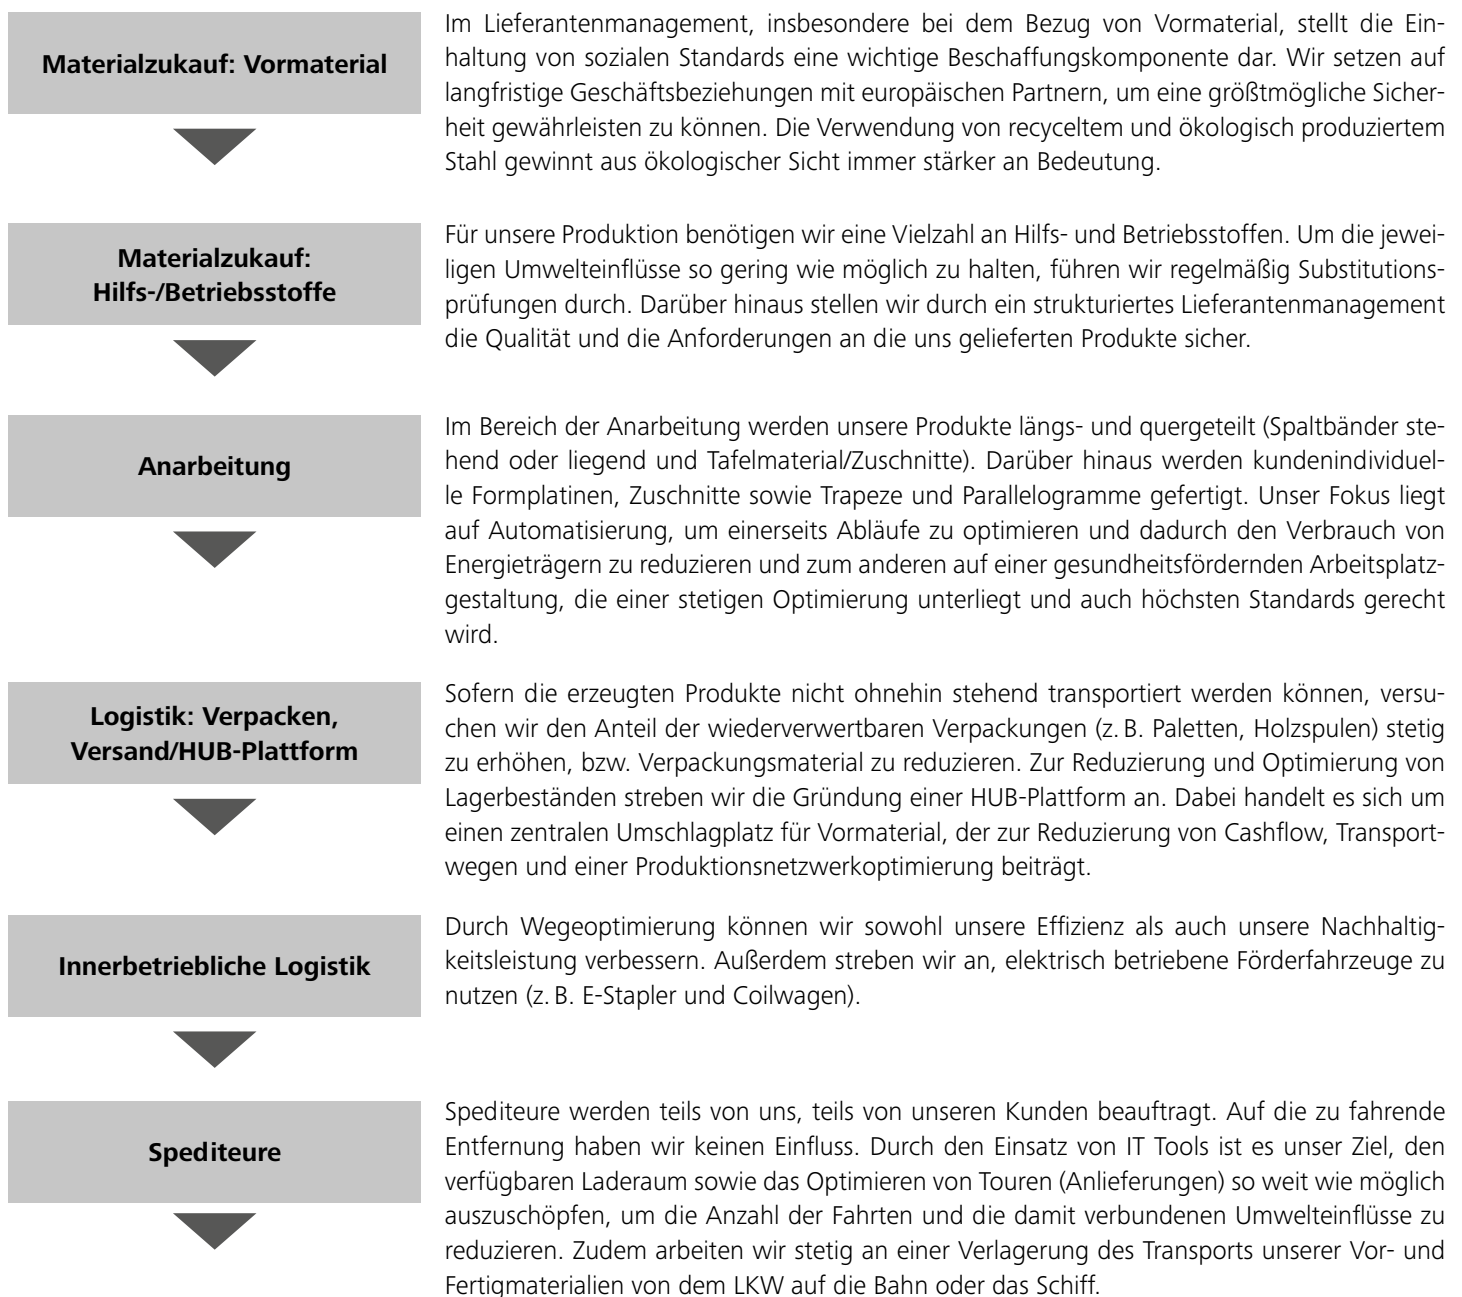 Materialzukauf: Vormaterial
Im Lieferantenmanagement, insbesondere bei dem Bezug von Vormaterial, stellt die Ein-
haltung von sozialen Standards eine wichtige Beschaffungskomponente dar. Wir setzen auf
langfristige Geschäftsbeziehungen mit europäischen Partnern, um eine größtmögliche Sicher-
heit gewährleisten zu können. Die Verwendung von recyceltem und ökologisch produziertem
Stahl gewinnt aus ökologischer Sicht immer stärker an Bedeutung.
Materialzukauf:
Hilfs-/Betriebsstoffe
Für unsere Produktion benötigen wir eine Vielzahl an Hilfs- und Betriebsstoffen. Um die jewei-
ligen Umwelteinflüsse so gering wie möglich zu halten, führen wir regelmäßig Substitutions-
prüfungen durch. Darüber hinaus stellen wir durch ein strukturiertes Lieferantenmanagement
die Qualität und die Anforderungen an die uns gelieferten Produkte sicher.
Anarbeitung
Im Bereich der Anarbeitung werden unsere Produkte längs- und quergeteilt (Spaltbänder ste-
hend oder liegend und Tafelmaterial/Zuschnitte). Darüber hinaus werden kundenindividuel-
le Formplatinen, Zuschnitte sowie Trapeze und Parallelogramme gefertigt. Unser Fokus liegt
auf Automatisierung, um einerseits Abläufe zu optimieren und dadurch den Verbrauch von
Energieträgern zu reduzieren und zum anderen auf einer gesundheitsfördernden Arbeitsplatz-
gestaltung, die einer stetigen Optimierung unterliegt und auch höchsten Standards gerecht
wird.
Logistik: Verpacken,
Versand/HUB-Plattform
Sofern die erzeugten Produkte nicht ohnehin stehend transportiert werden können, versu-
chen wir den Anteil der wiederverwertbaren Verpackungen (z. B. Paletten, Holzspulen) stetig
zu erhöhen, bzw. Verpackungsmaterial zu reduzieren. Zur Reduzierung und Optimierung von
Lagerbeständen streben wir die Gründung einer HUB-Plattform an. Dabei handelt es sich um
einen zentralen Umschlagplatz für Vormaterial, der zur Reduzierung von Cashflow, Transport-
wegen und einer Produktionsnetzwerkoptimierung beiträgt.
Innerbetriebliche Logistik
Durch Wegeoptimierung können wir sowohl unsere Effizienz als auch unsere Nachhaltig-
keitsleistung verbessern. Außerdem streben wir an, elektrisch betriebene Förderfahrzeuge zu
nutzen (z. B. E-Stapler und Coilwagen).
Spediteure
Spediteure werden teils von uns, teils von unseren Kunden beauftragt. Auf die zu fahrende
Entfernung haben wir keinen Einfluss. Durch den Einsatz von IT Tools ist es unser Ziel, den
verfügbaren Laderaum sowie das Optimieren von Touren (Anlieferungen) so weit wie möglich
auszuschöpfen, um die Anzahl der Fahrten und die damit verbundenen Umwelteinflüsse zu
reduzieren. Zudem arbeiten wir stetig an einer Verlagerung des Transports unserer Vor- und
Fertigmaterialien von dem LKW auf die Bahn oder das Schiff.